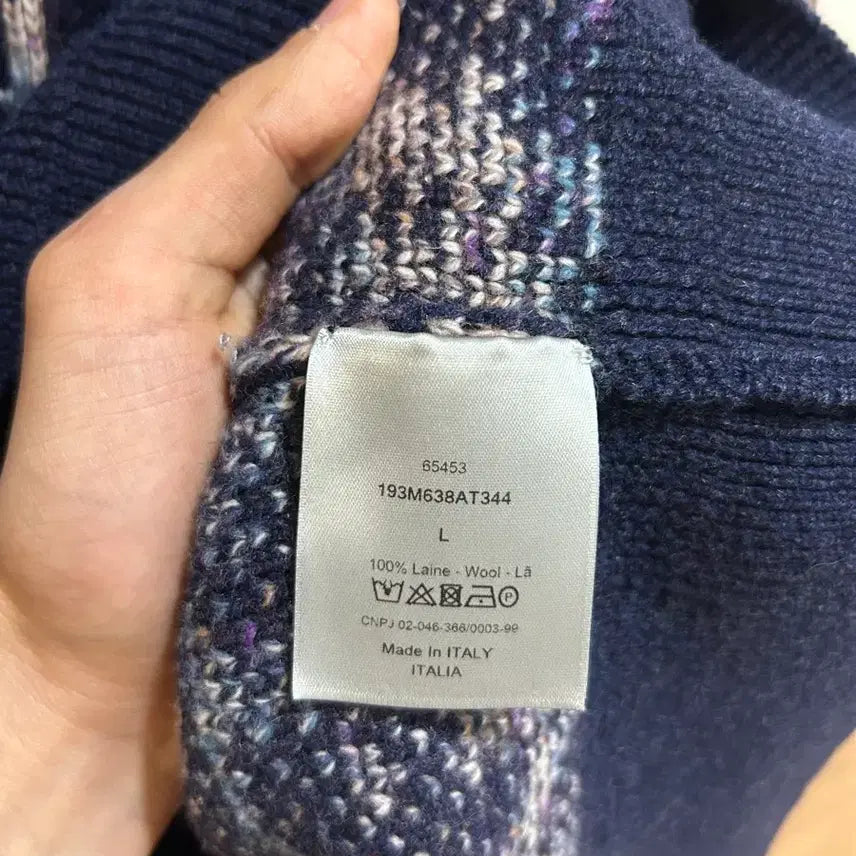 65453
193M638AT344
L
100% Laine - Wool - Lã
P
CNPJ 02-046-366/0003-99
Made In ITALY
ITALIA